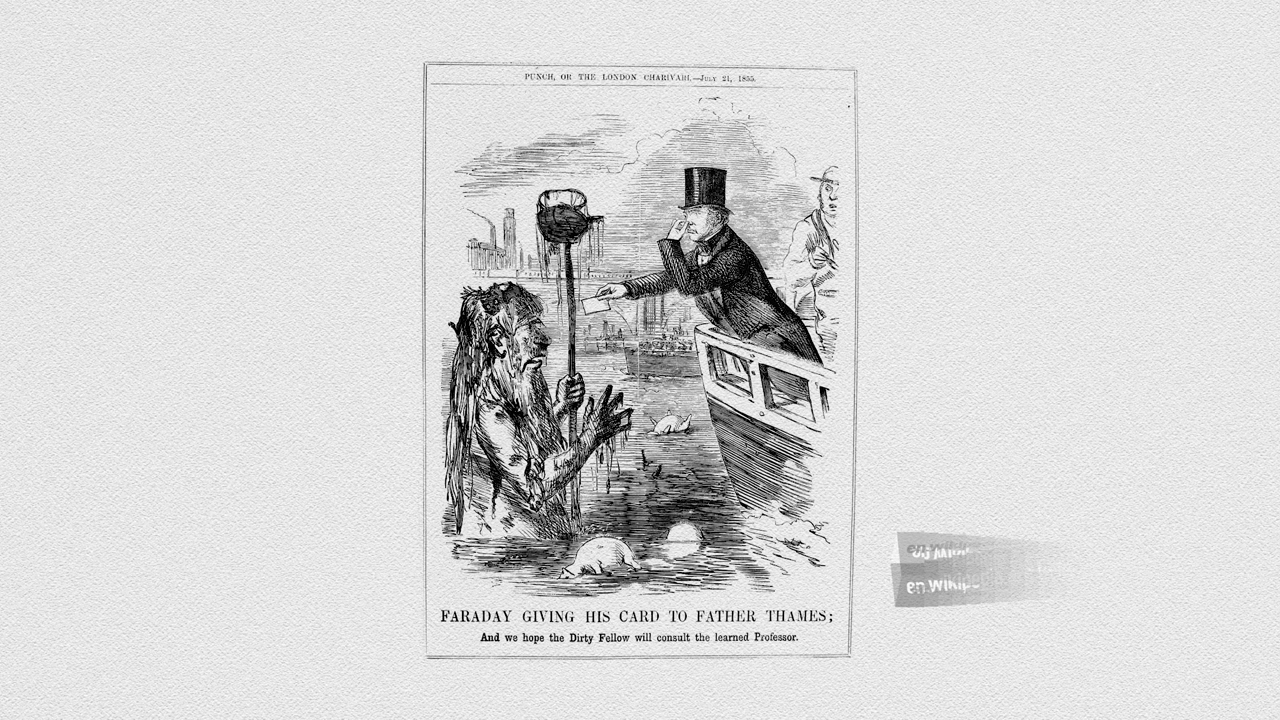 PUNCH, OR THE LONDON CHARIVARI.—JULY 21, 1855.
FARADAY GIVING HIS CARD TO FATHER THAMES;
And we hope the Dirty Fellow will consult the learned Professor.